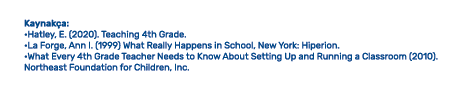 Kaynakça:
•Hatley, E. (2020). Teaching 4th Grade.
•La Forge, Ann I. (1999) What Really Happens in School, New York: Hiperion.
•What Every 4th Grade Teacher Needs to Know About Setting Up and Running a Classroom (2010).
Northeast Foundation for Children, Inc.